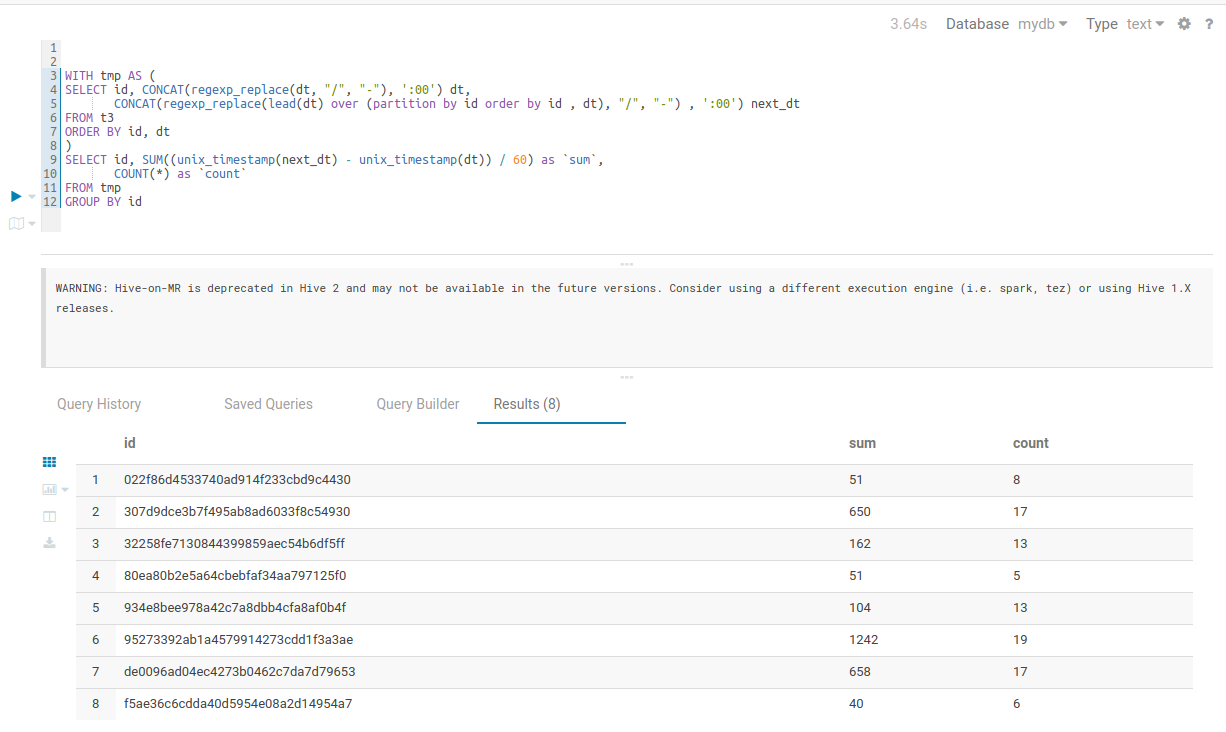 3.64s Database mydb Type text ?
1
2
3 WITH tmp AS (
4 SELECT id, CONCAT(regexp_replace(dt, "/", "-"), ':00') dt,
5 CONCAT(regexp_replace(lead(dt) over (partition by id order by id , dt), "/", "-") , ':00') next_dt
6 FROM t3
7 ORDER BY id, dt
8 )
9 SELECT id, SUM((unix_timestamp(next_dt) - unix_timestamp(dt)) / 60) as `sum`,
10 COUNT(*) as `count`
11 FROM tmp
12 GROUP BY id
WARNING: Hive-on-MR is deprecated in Hive 2 and may not be available in the future versions. Consider using a different execution engine (i.e. spark, tez) or using Hive 1.X
releases.
Query History Saved Queries Query Builder Results (8)
id sum count
1 022f86d4533740ad914f233cbd9c4430 51 8
2 307d9dce3b7f495ab8ad6033f8c54930 650 17
3 32258fe7130844399859aec54b6df5ff 162 13
4 80ea80b2e5a64cbebfaf34aa797125f0 51 5
5 934e8bee978a42c7a8dbb4cfa8af0b4f 104 13
6 95273392ab1a4579914273cdd1f3a3ae 1242 19
7 de0096ad04ec4273b0462c7da7d79653 658 17
8 f5ae36c6cdda40d5954e08a2d14954a7 40 6